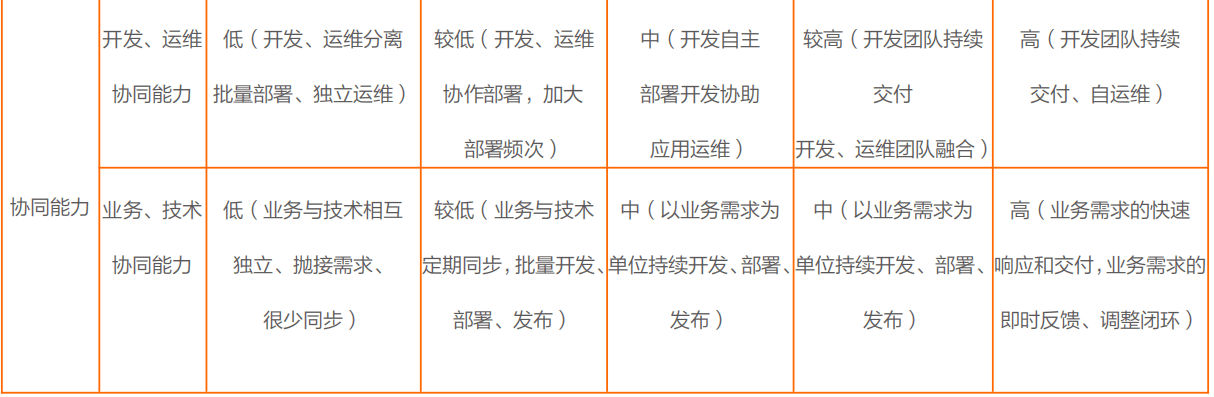 协同能力
开发、运维
协同能力
低（开发、运维分离
批量部署、独立运维）
较低（开发、运维
协作部署，加大
部署频次）
中（开发自主
部署开发协助
应用运维）
较高（开发团队持续
交付
开发、运维团队融合）
高（开发团队持续
交付、自运维）
业务、技术
协同能力
低（业务与技术相互
独立、抛接需求、
很少同步）
较低（业务与技术
定期同步，批量开发、
部署、发布）
中（以业务需求为
单位持续开发、部署、
发布）
中（以业务需求为
单位持续开发、部署、
发布）
高（业务需求的快速
响应和交付，业务需求的
即时反馈、调整闭环）